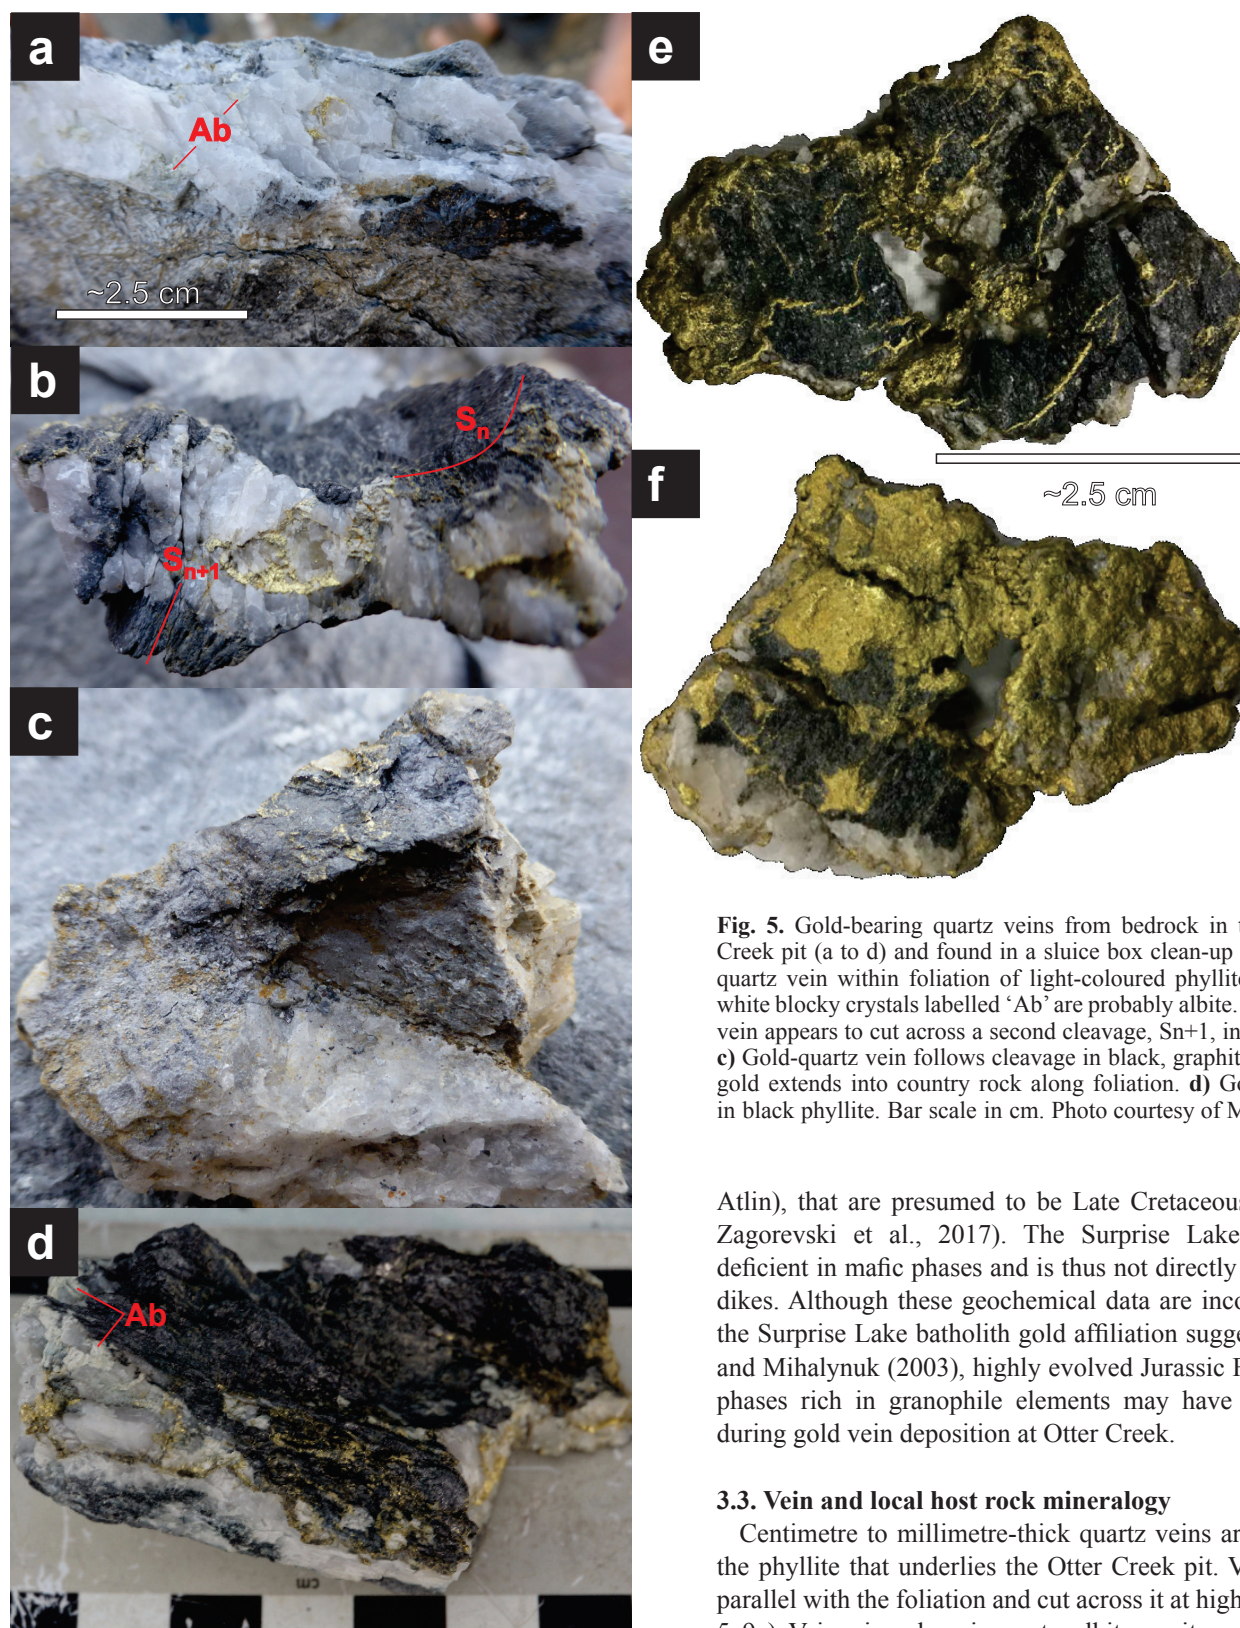 a
Ab
~2.5 cm
b
Sn
Sn+1
c
d
Ab
cm
e
~2.5 cm
f
Fig. 5. Gold-bearing quartz veins from bedrock in
Creek pit (a to d) and found in a sluice box clean-up
quartz vein within foliation of light-coloured phyllite
white blocky crystals labelled ‘Ab’ are probably albite.
vein appears to cut across a second cleavage, Sn+1, in
c) Gold-quartz vein follows cleavage in black,
gold extends into country rock along foliation. d)
in black phyllite. Bar scale in cm. Photo courtesy of
Atlin), that are presumed to be Late Cretaceous
Zagorevski et al., 2017). The Surprise Lake
deficient in mafic phases and is thus not directly
dikes. Although these geochemical data are
the Surprise Lake batholith gold affiliation
and Mihalynuk (2003), highly evolved Jurassic
phases rich in granophile elements may have
during gold vein deposition at Otter Creek.
3.3. Vein and local host rock mineralogy
Centimetre to millimetre-thick quartz veins
the phyllite that underlies the Otter Creek pit.
parallel with the foliation and cut across it at high